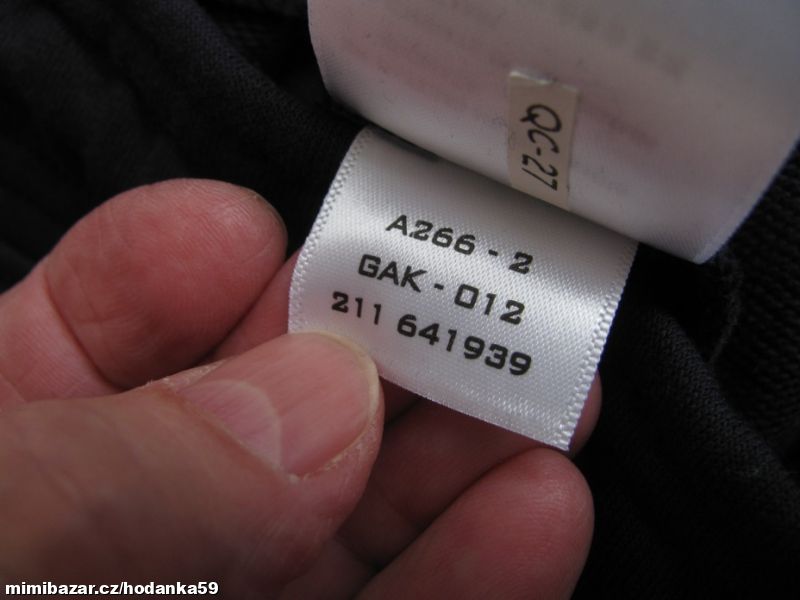 QC-27
A266 - 2
GAK - 012
211 641939
mimibazar.cz/hodanka59